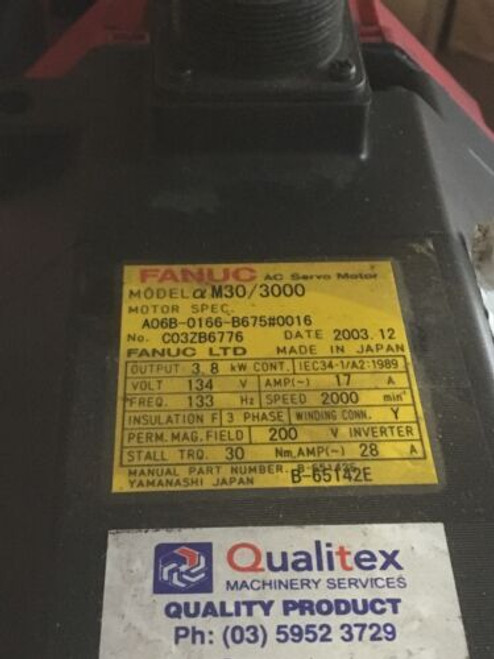 FANUC AC Servo Motor
MODEL α M30/3000
MOTOR SPEC.
A06B-0166-B675#0016
No. C03ZB6776 DATE 2003.12
FANUC LTD MADE IN JAPAN
OUTPUT 3.8 kW CONT. IEC34-1/A2:1989
VOLT 134 V AMP(~) 17 A
FREQ. 133 Hz SPEED 2000 min⁻
INSULATION F 3 PHASE WINDING CONN. Y
PERM. MAG. FIELD 200 V INVERTER
STALL TRQ. 30 Nm, AMP(~) 28 A
MANUAL PART NUMBER.
YAMANASHI JAPAN B-65142E
Qualitex
MACHINERY SERVICES
QUALITY PRODUCT
Ph: (03) 5952 3729